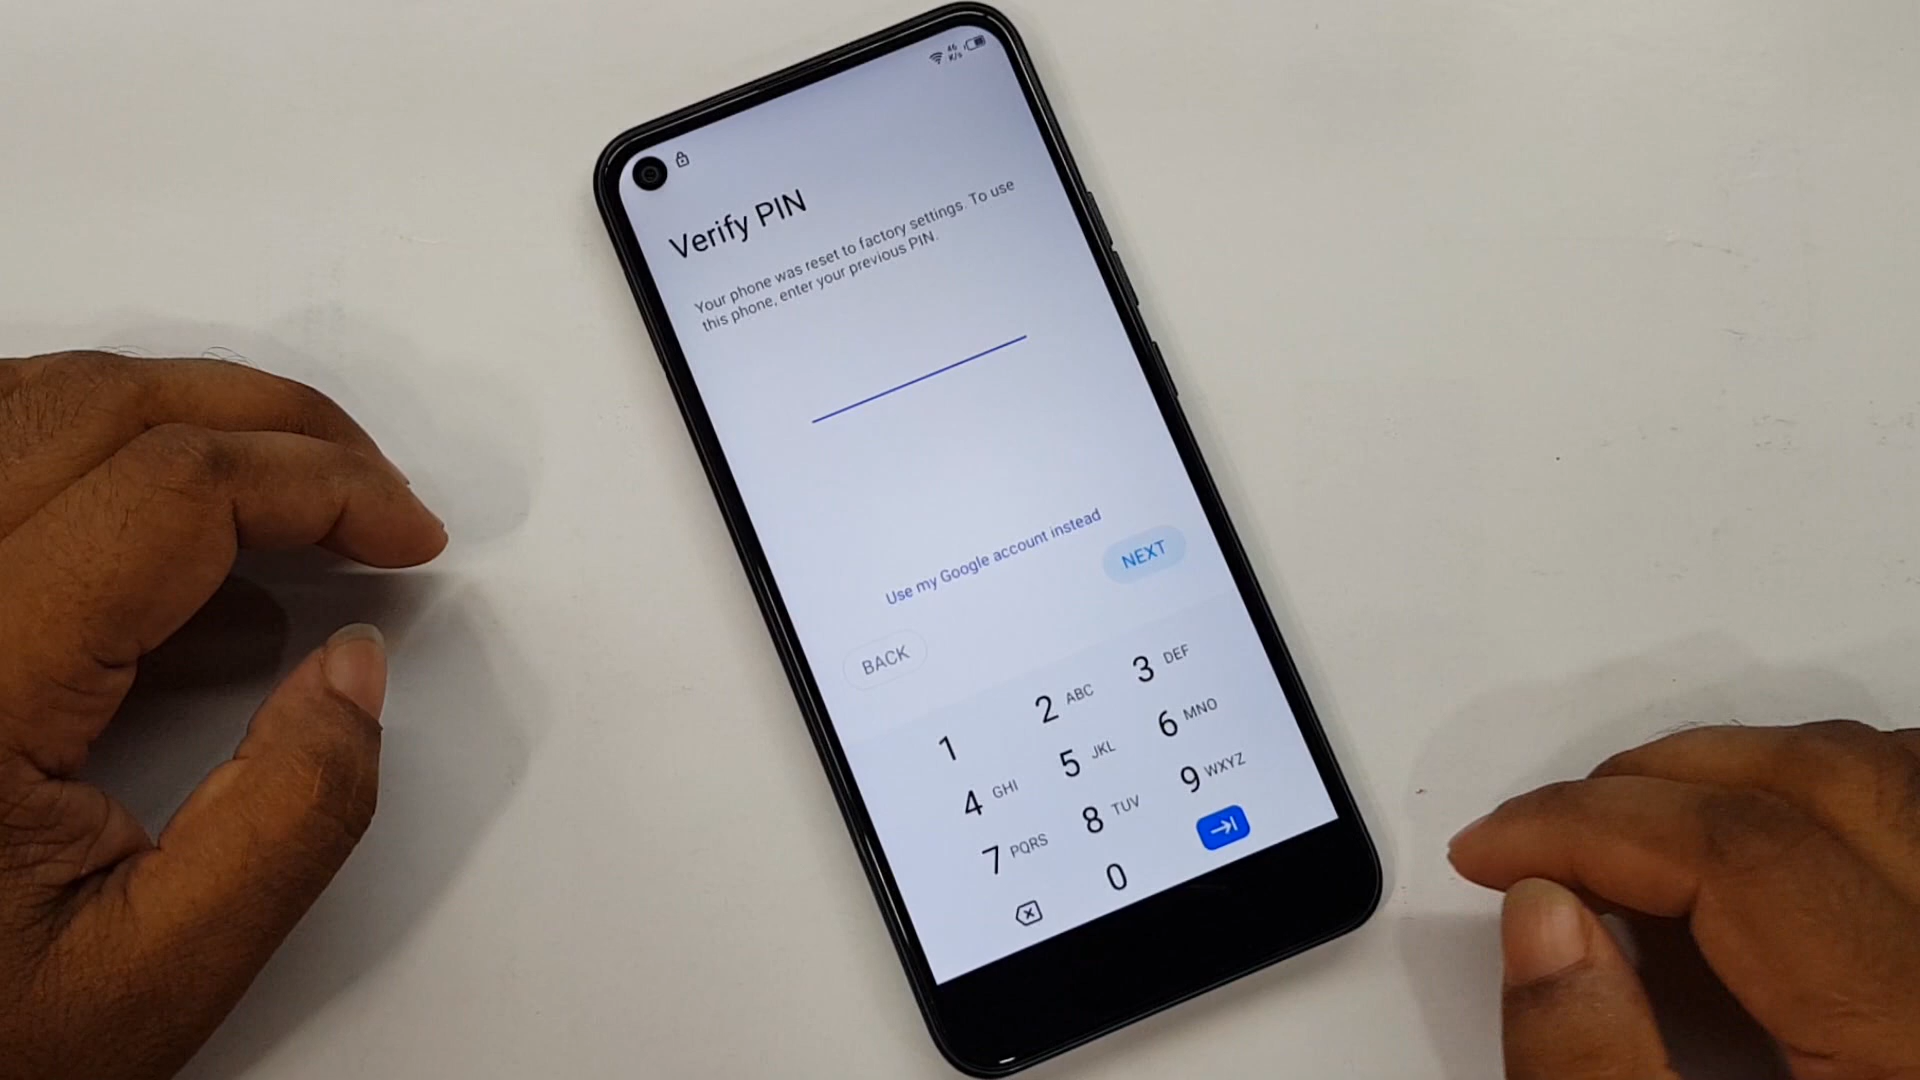 46
K/s
Verify PIN
Your phone was reset to factory settings. To use
this phone, enter your previous PIN.
Use my Google account instead
NEXT
BACK
1
2 ABC
3 DEF
4 GHI
5 JKL
6 MNO
7 PQRS
8 TUV
9 WXYZ
0